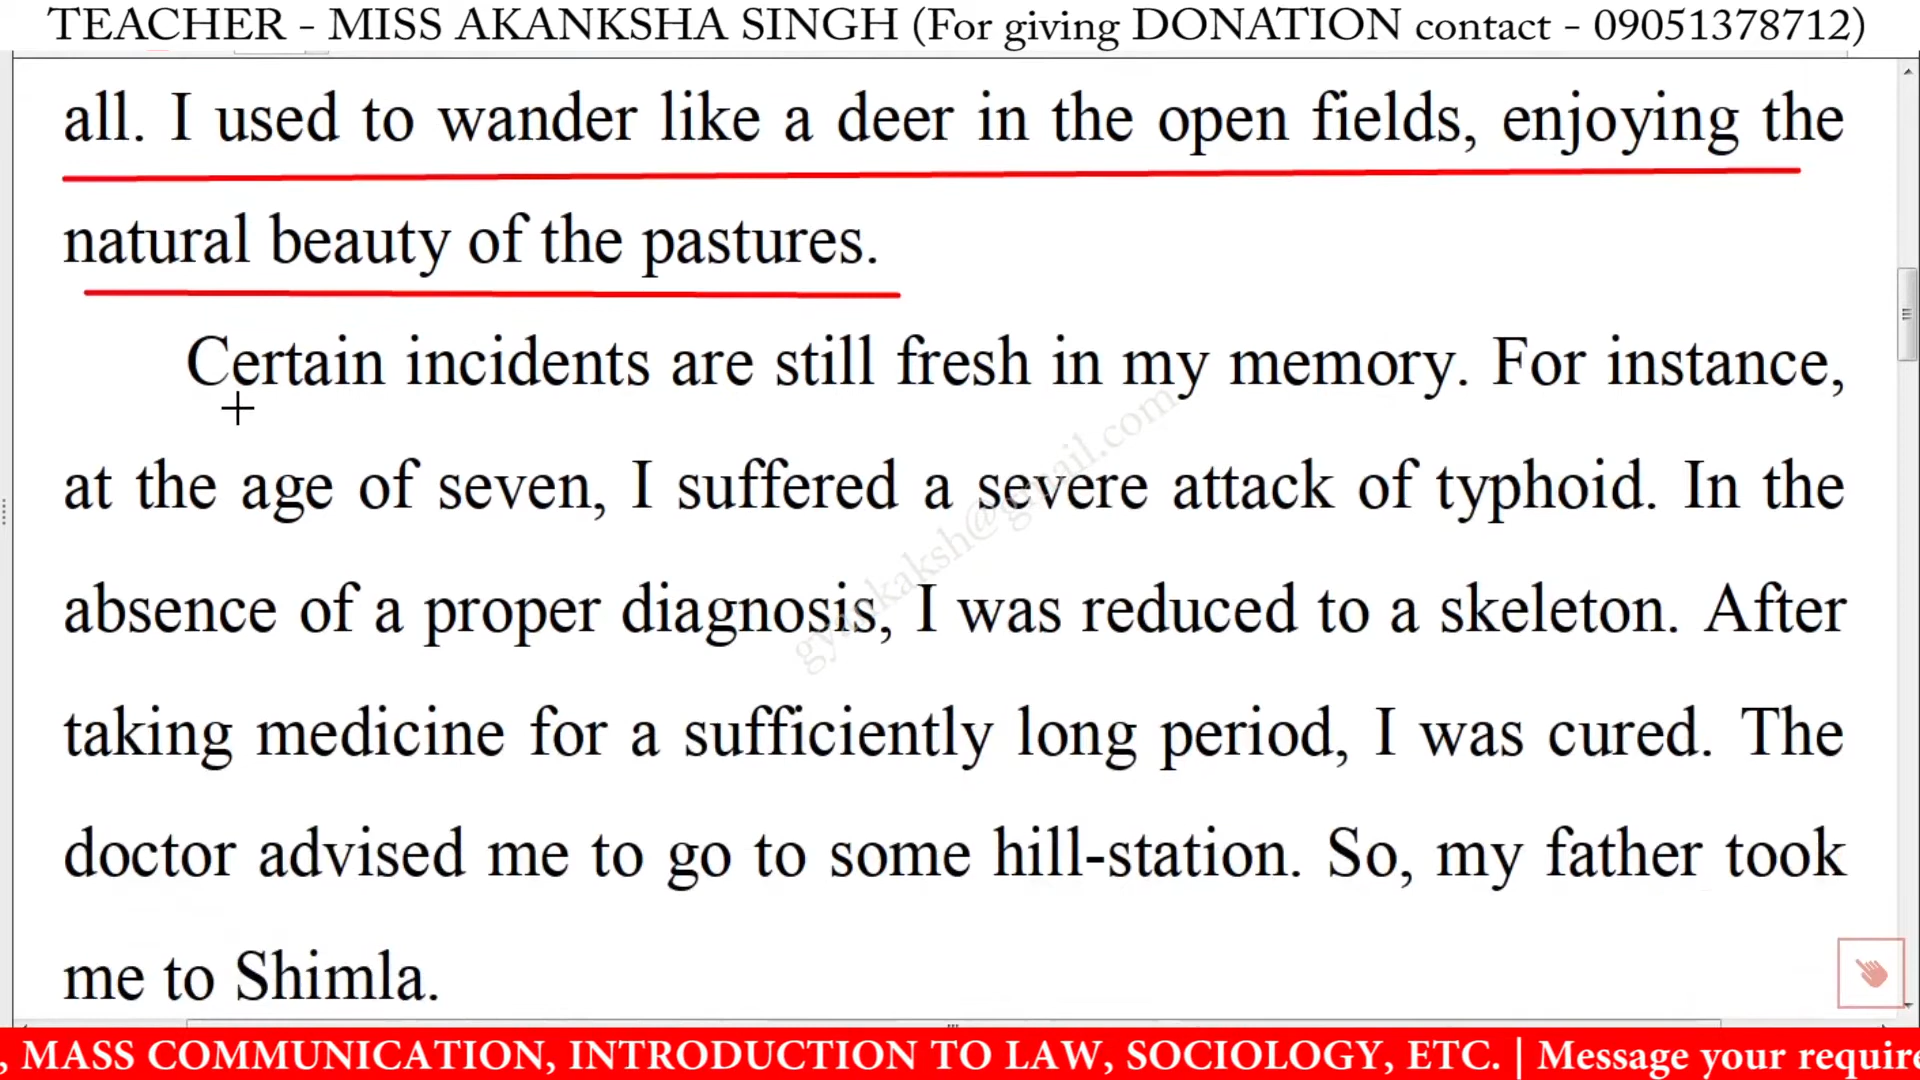 TEACHER - MISS AKANKSHA SINGH (For giving DONATION contact - 09051378712)
all. I used to wander like a deer in the open fields, enjoying the
natural beauty of the pastures.
Certain incidents are still fresh in my memory. For instance,
at the age of seven, I suffered a severe attack of typhoid. In the
absence of a proper diagnosis, I was reduced to a skeleton. After
taking medicine for a sufficiently long period, I was cured. The
doctor advised me to go to some hill-station. So, my father took
me to Shimla.
gyankaksh@gmail.com
, MASS COMMUNICATION, INTRODUCTION TO LAW, SOCIOLOGY, ETC. | Message your require